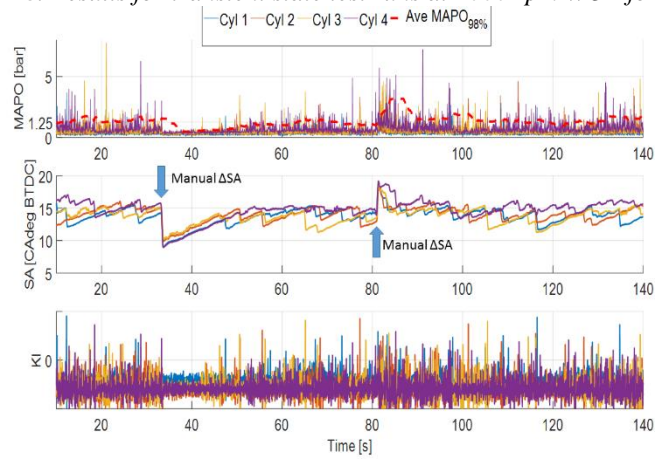 Cyl 1 Cyl 2 Cyl 3 Cyl 4 Ave MAPO98%
MAPO [bar]
5
1.25
0
20 40 60 80 100 120 140
SA [CAdeg BTDC]
20
15
10
5
Manual ΔSA
Manual ΔSA
20 40 60 80 100 120 140
KI
0
20 40 60 80 100 120 140
Time [s]